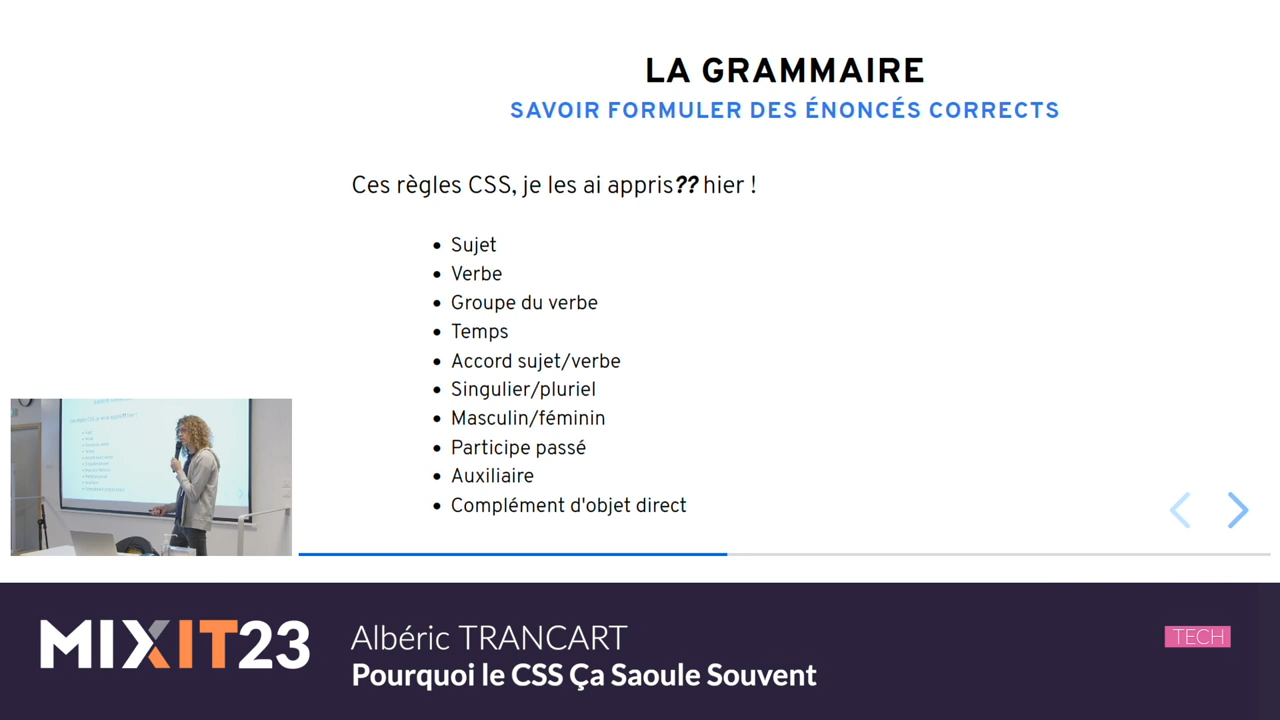 LA GRAMMAIRE
SAVOIR FORMULER DES ÉNONCÉS CORRECTS
Ces règles CSS, je les ai appris?? hier !
• Sujet
• Verbe
• Groupe du verbe
• Temps
• Accord sujet/verbe
• Singulier/pluriel
• Masculin/féminin
• Participe passé
• Auxiliaire
• Complément d'objet direct
MIXIT23
Albéric TRANCART
Pourquoi le CSS Ça Saoule Souvent
TECH